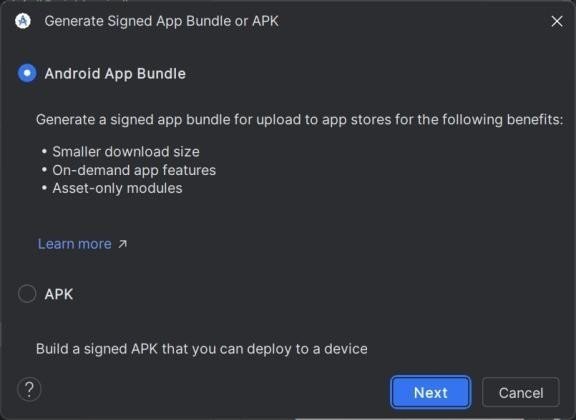 Generate Signed App Bundle or APK
Android App Bundle
Generate a signed app bundle for upload to app stores for the following benefits:
• Smaller download size
• On-demand app features
• Asset-only modules
Learn more ↗
APK
Build a signed APK that you can deploy to a device
? Next Cancel